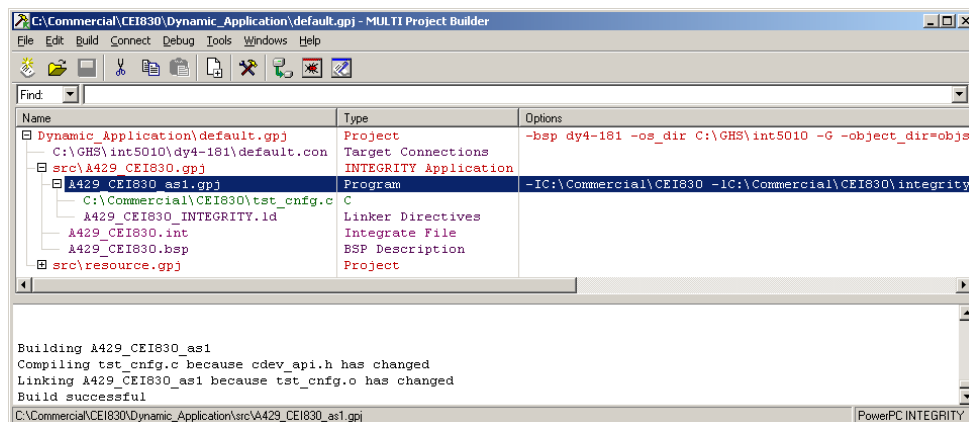 C:\Commercial\CEI830\Dynamic_Application\default.gpj - MULTI Project Builder
File Edit Build Connect Debug Tools Windows Help
Find:
Name Type Options
Dynamic_Application\default.gpj Project -bsp dy4-181 -os_dir C:\GHS\int5010 -G -object_dir=objs
C:\GHS\int5010\dy4-181\default.con Target Connections
src\A429_CEI830.gpj INTEGRITY Application
A429_CEI830_as1.gpj Program -IC:\Commercial\CEI830 -lC:\Commercial\CEI830\integrity
C:\Commercial\CEI830\tst_cnfg.c C
A429_CEI830_INTEGRITY.ld Linker Directives
A429_CEI830.int Integrate File
A429_CEI830.bsp BSP Description
src\resource.gpj Project
Building A429_CEI830_as1
Compiling tst_cnfg.c because cdev_api.h has changed
Linking A429_CEI830_as1 because tst_cnfg.o has changed
Build successful
C:\Commercial\CEI830\Dynamic_Application\src\A429_CEI830_as1.gpj PowerPC INTEGRITY